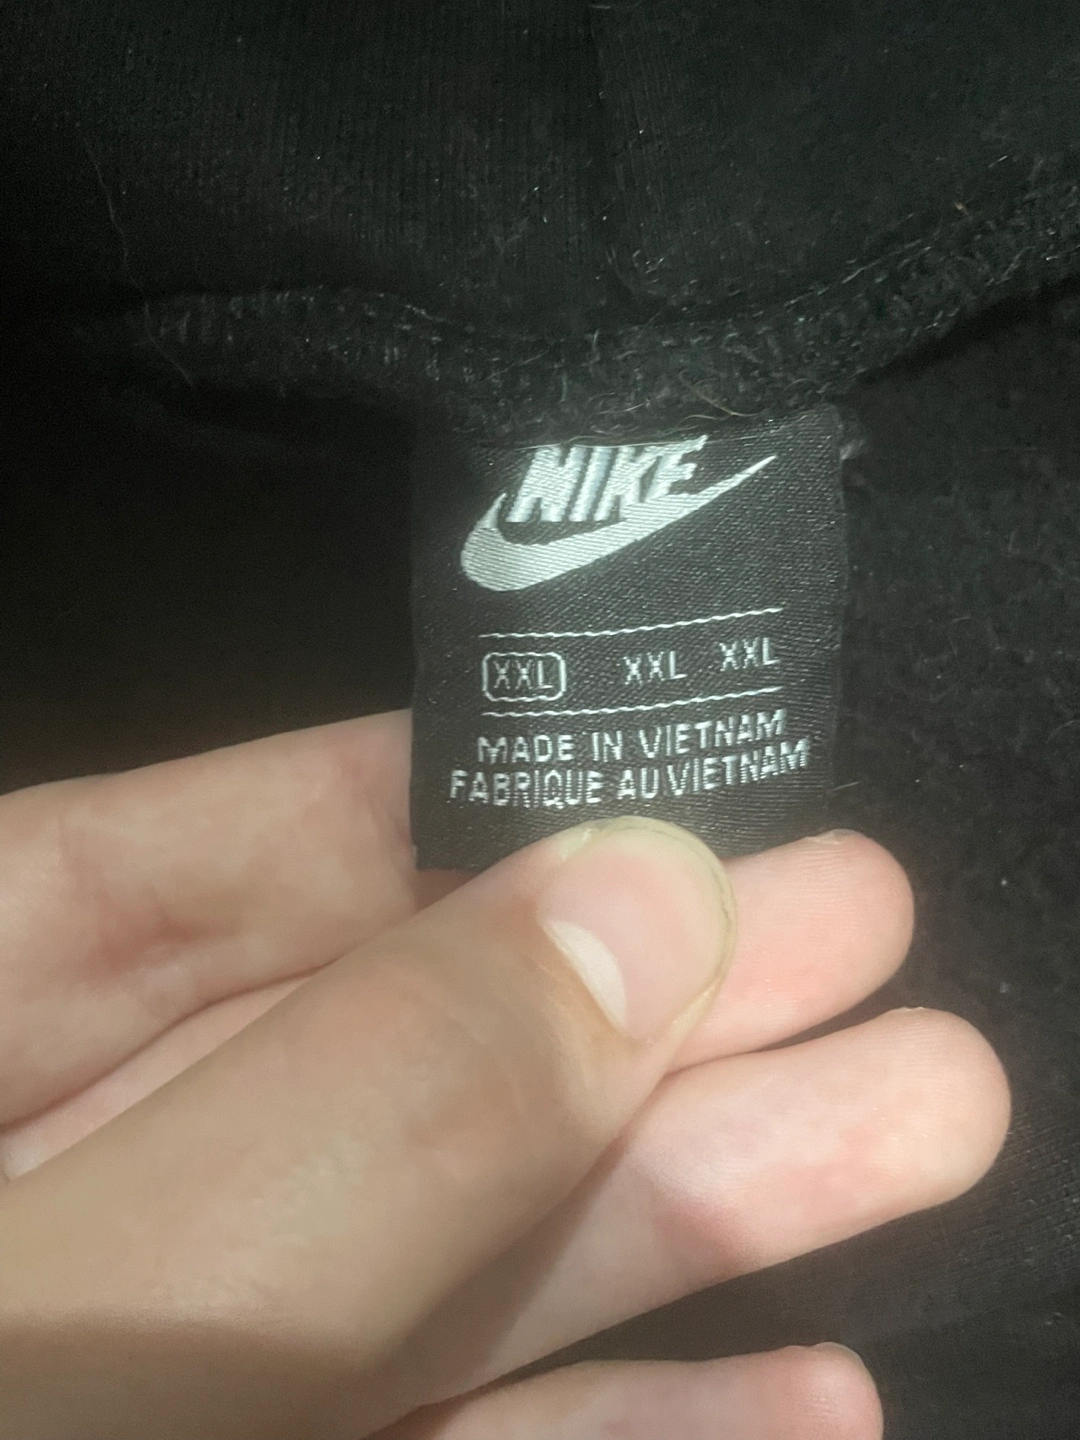 NIKE
XXL XXL XXL
MADE IN VIETNAM
FABRIQUE AU VIETNAM